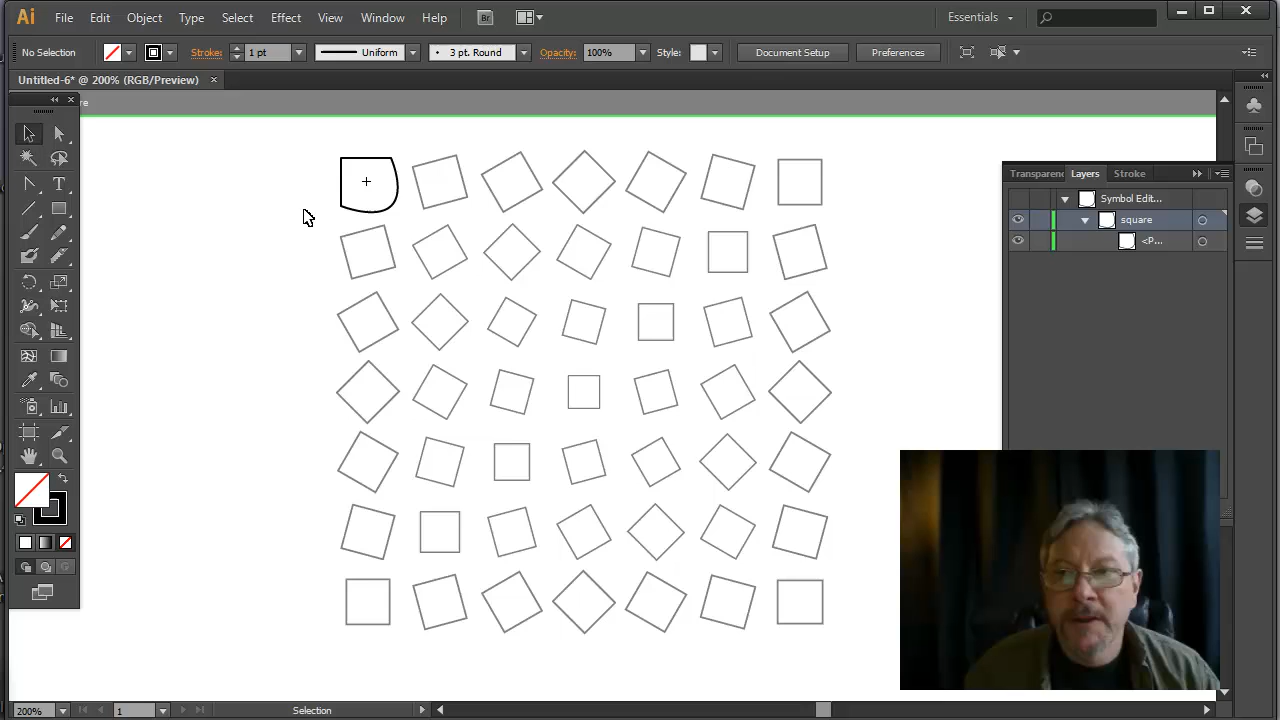 Ai File Edit Object Type Select Effect View Window Help Br Essentials
No Selection Stroke: 1 pt Uniform 3 pt. Round Opacity: 100% Style: Document Setup Preferences
Untitled-6* @ 200% (RGB/Preview)
Transparenc Layers Stroke
Symbol Edit...
square
<P...
T
200% 1 Selection